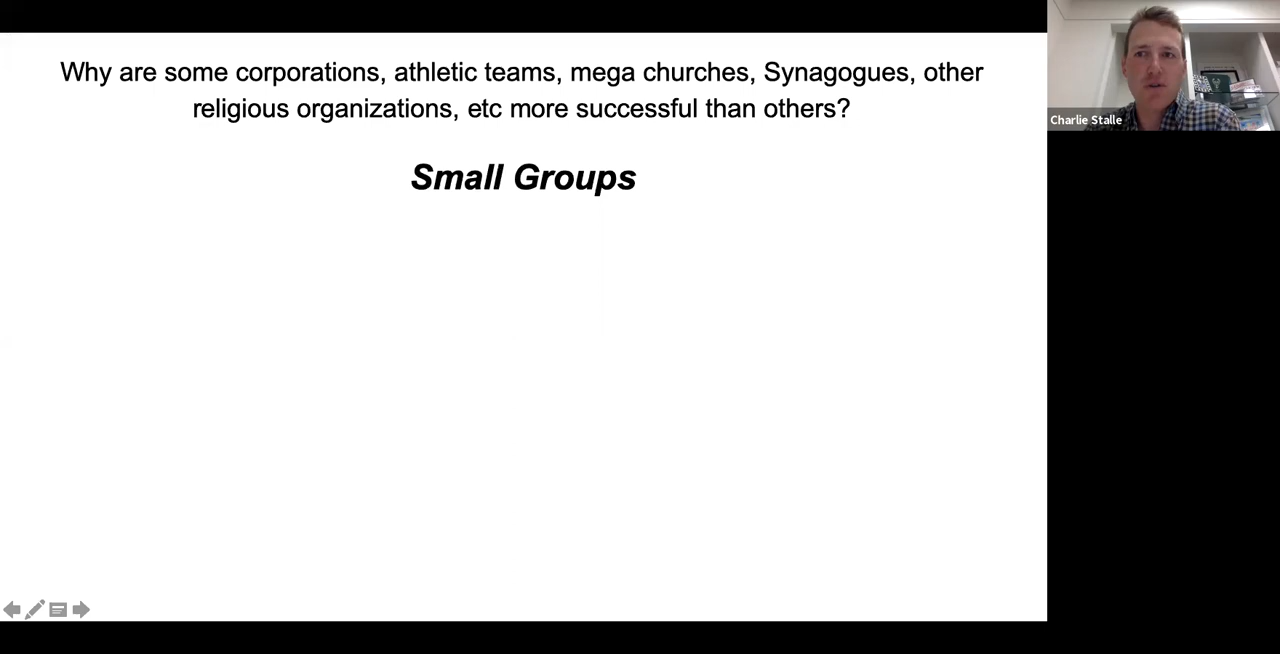 Why are some corporations, athletic teams, mega churches, Synagogues, other
religious organizations, etc more successful than others?
Small Groups
Charlie Stalle